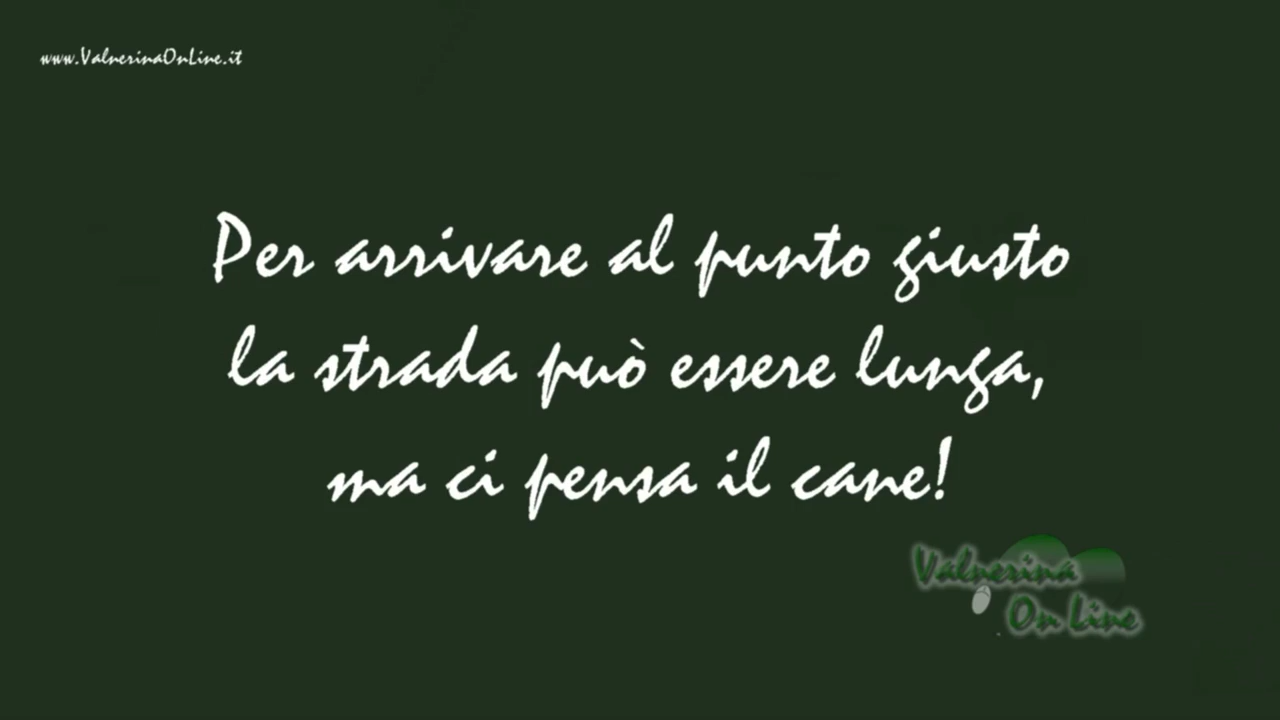 www.ValnerinaOnLine.it
Per arrivare al punto giusto
la strada può essere lunga,
ma ci pensa il cane!
Valnerina
On Line